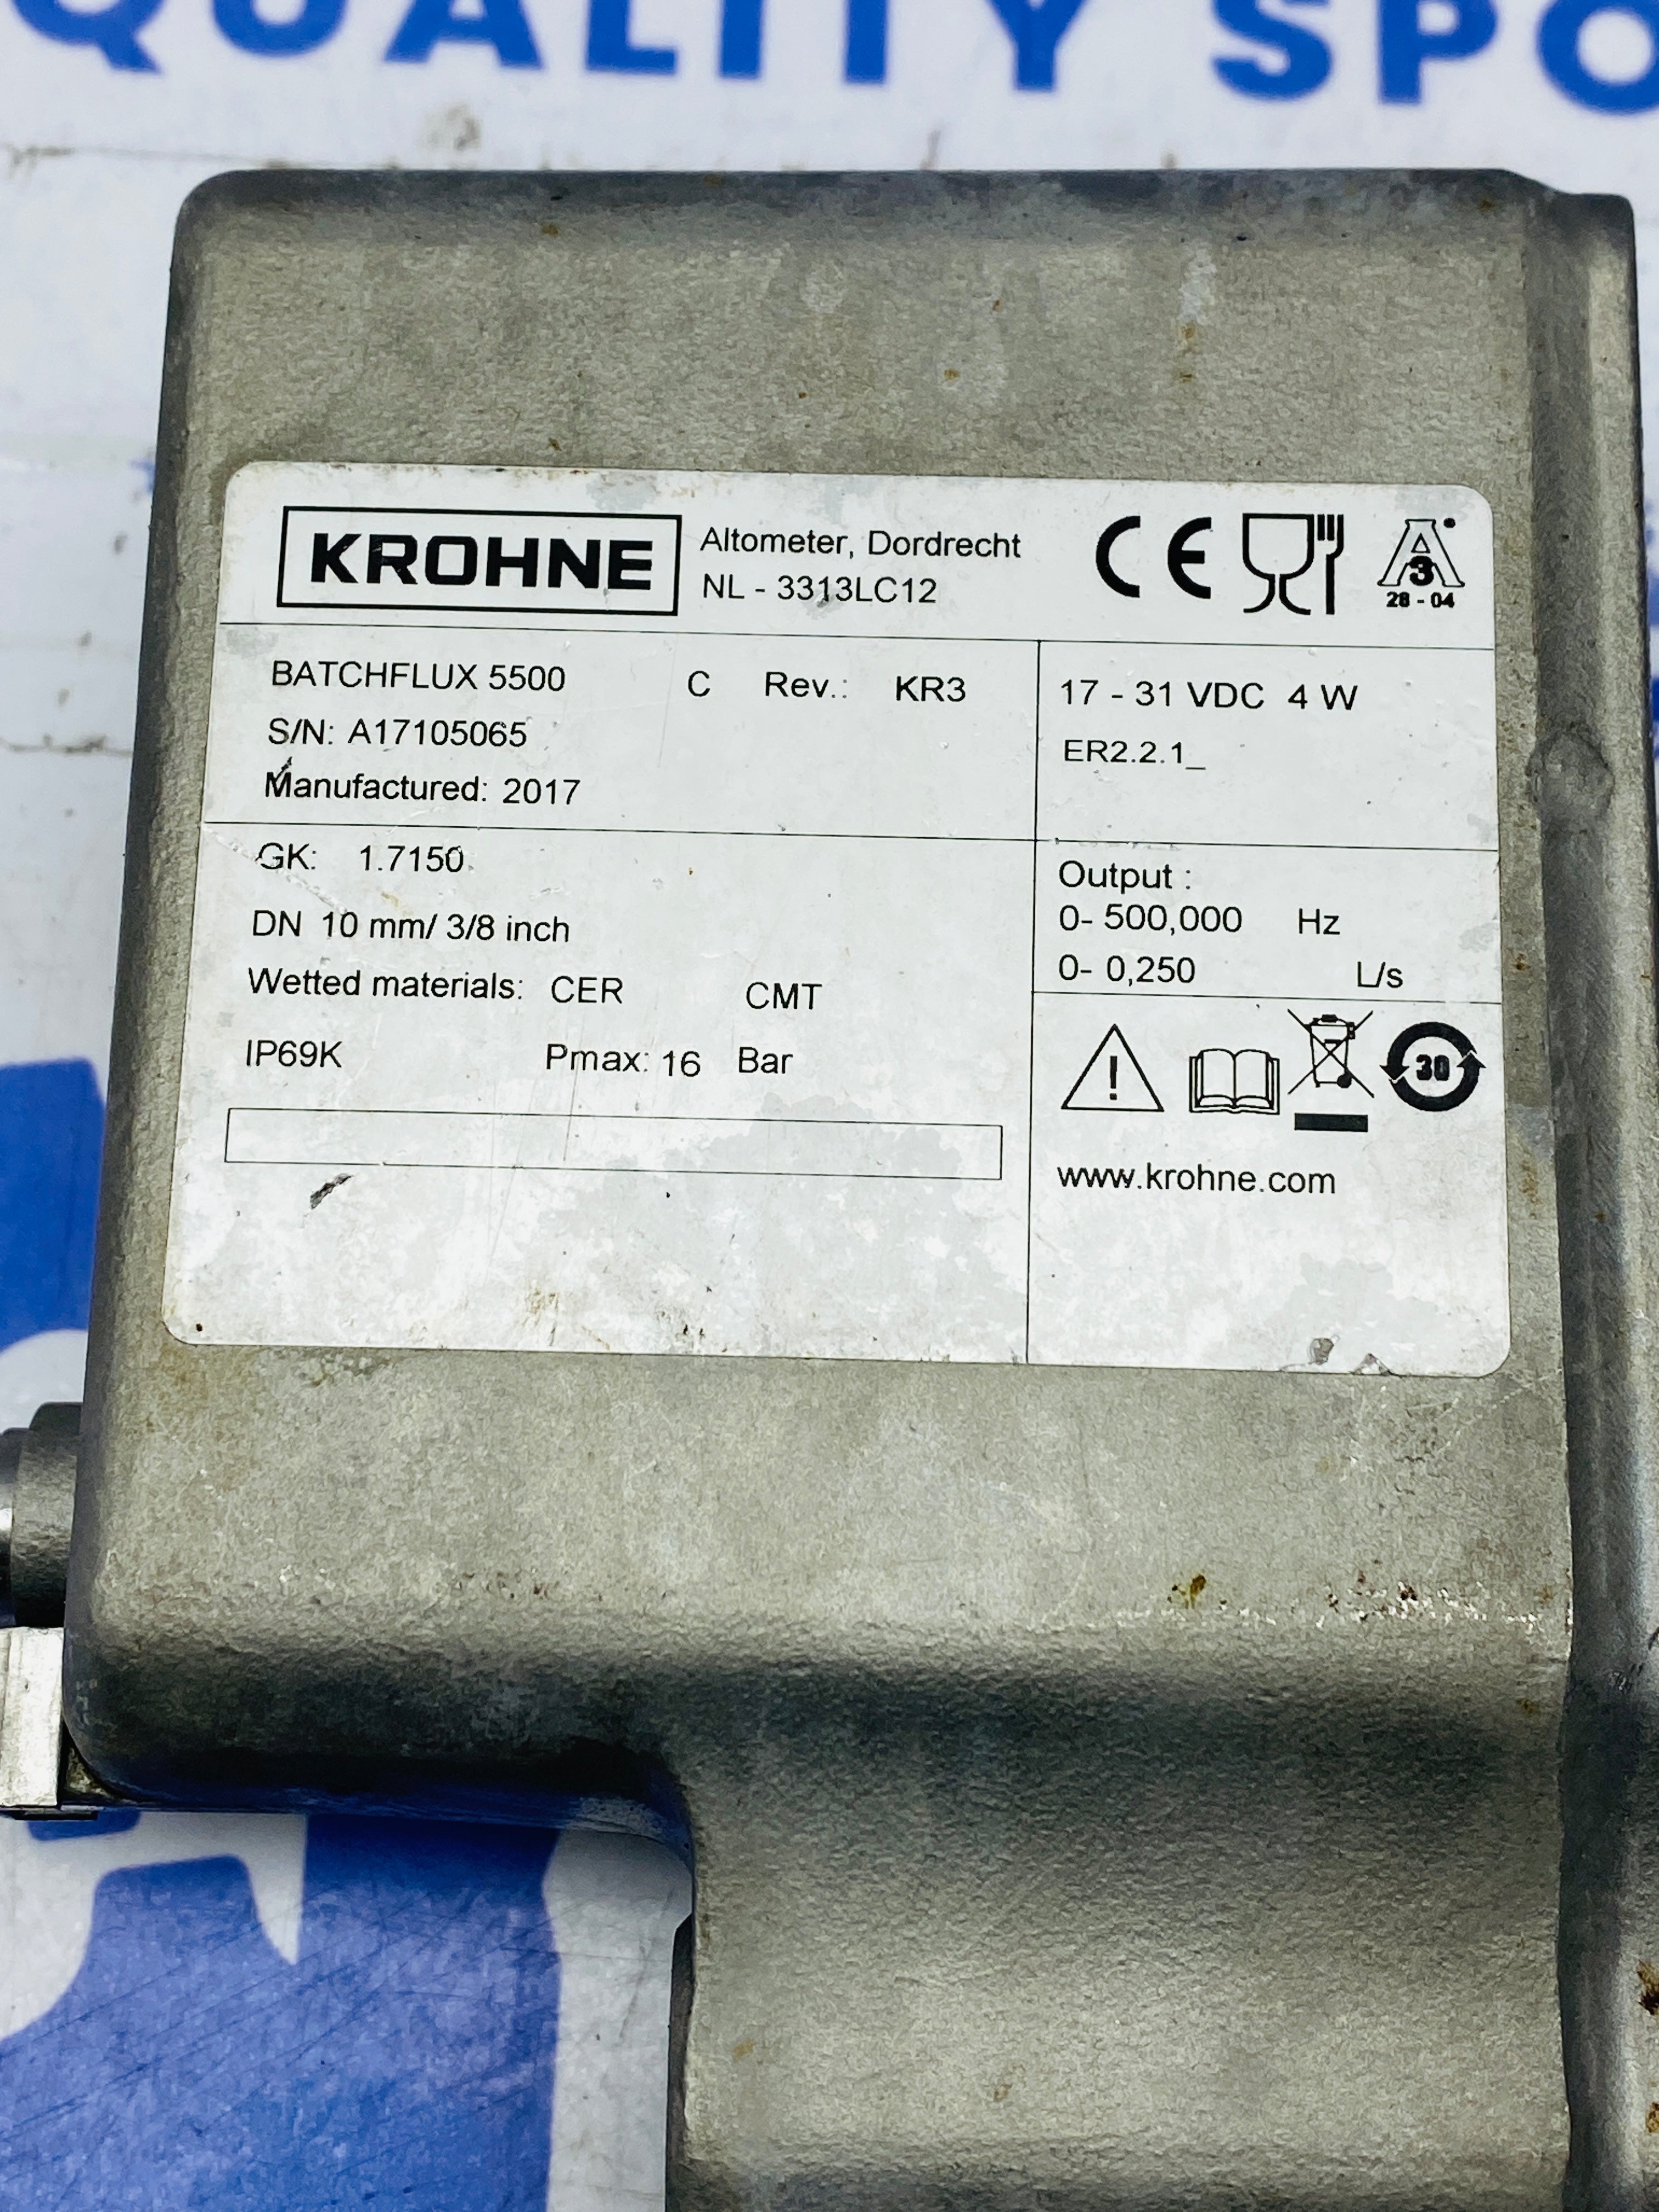 QUALITY SPO
KROHNE
Altometer, Dordrecht
NL - 3313LC12
CE
A
3
28 - 04
BATCHFLUX 5500 C Rev.: KR3
S/N: A17105065
Manufactured: 2017
17 - 31 VDC 4 W
ER2.2.1_
GK: 1.7150
DN 10 mm/ 3/8 inch
Wetted materials: CER CMT
IP69K Pmax: 16 Bar
Output :
0- 500,000 Hz
0- 0,250 L/s
30
www.krohne.com